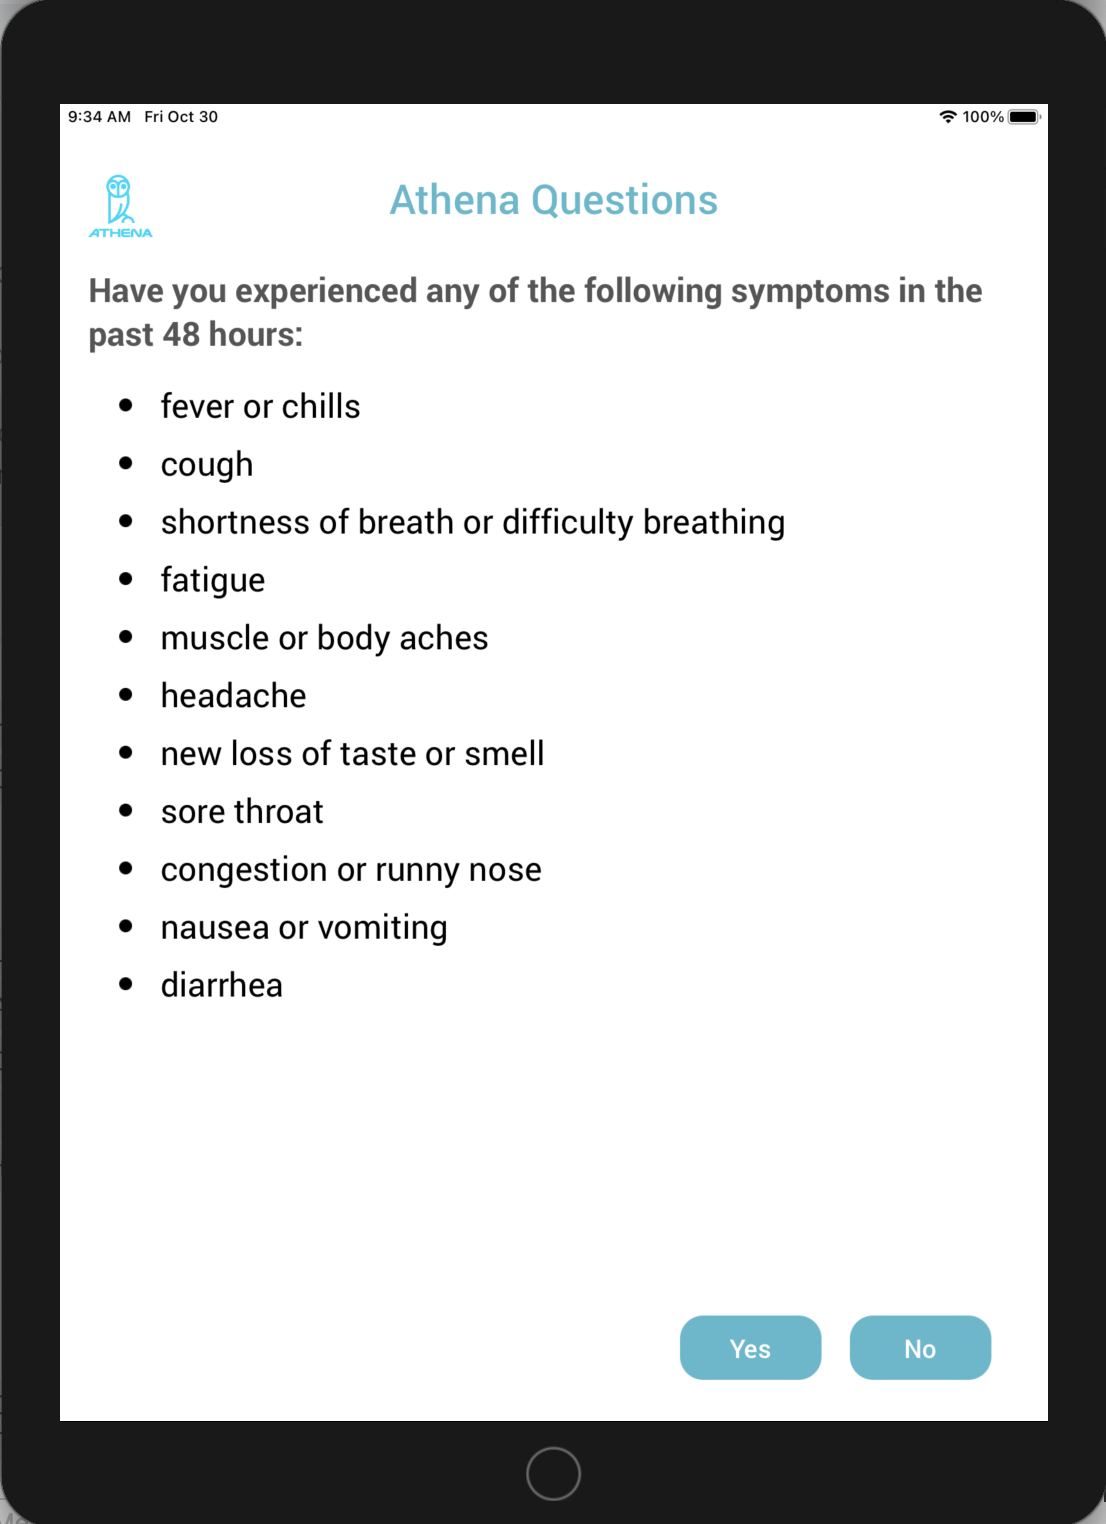 9:34 AM Fri Oct 30 100%
ATHENA
Athena Questions
Have you experienced any of the following symptoms in the
past 48 hours:
• fever or chills
• cough
• shortness of breath or difficulty breathing
• fatigue
• muscle or body aches
• headache
• new loss of taste or smell
• sore throat
• congestion or runny nose
• nausea or vomiting
• diarrhea
Yes No